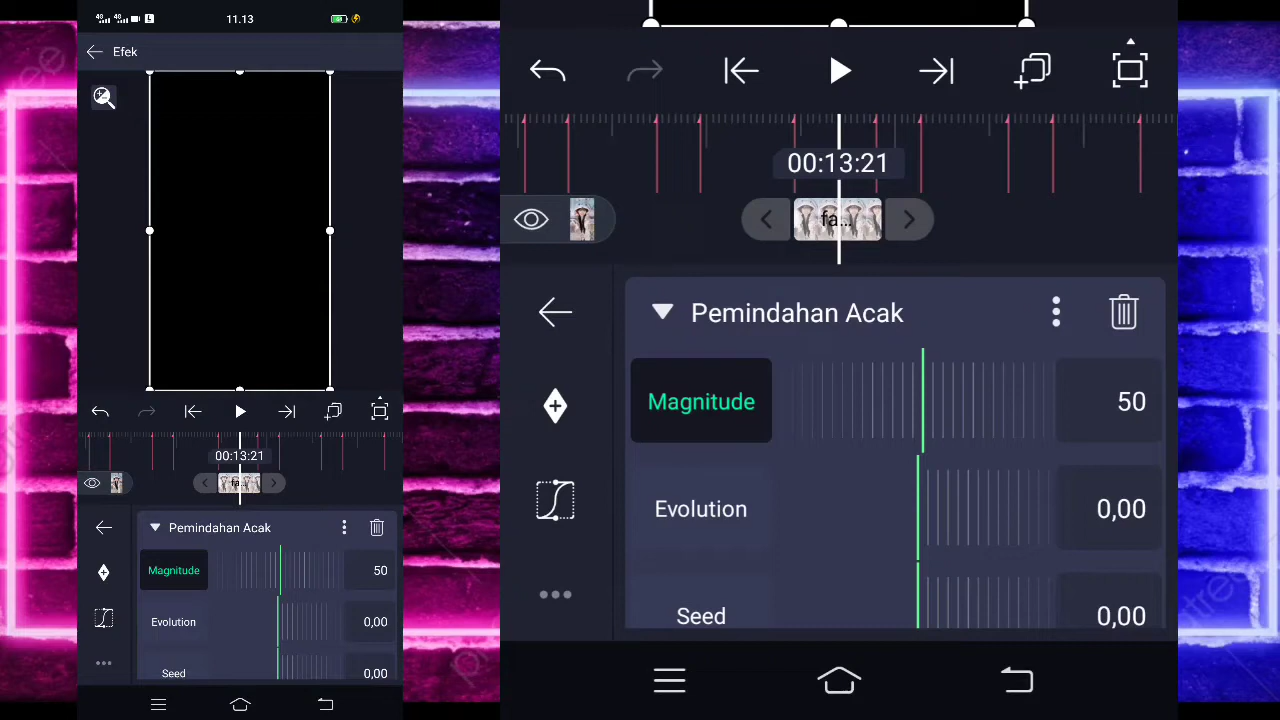 11.13
Efek
00:13:21
Pemindahan Acak
Magnitude
50
Evolution
0,00
Seed
0,00
00:13:21
fa...
Pemindahan Acak
Magnitude
50
Evolution
0,00
Seed
0,00